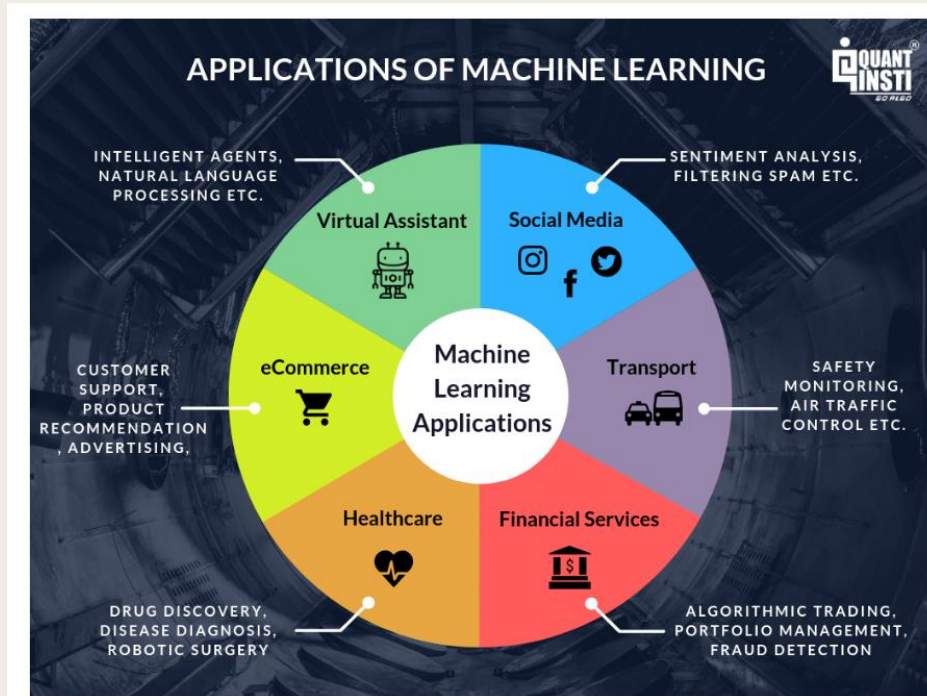 APPLICATIONS OF MACHINE LEARNING
QUANT
INSTI
®
GO ALGO
INTELLIGENT AGENTS,
NATURAL LANGUAGE
PROCESSING ETC.
SENTIMENT ANALYSIS,
FILTERING SPAM ETC.
Virtual Assistant
Social Media
eCommerce
Machine
Learning
Applications
Transport
CUSTOMER
SUPPORT,
PRODUCT
RECOMMENDATION
, ADVERTISING,
SAFETY
MONITORING,
AIR TRAFFIC
CONTROL ETC.
Healthcare
Financial Services
$
DRUG DISCOVERY,
DISEASE DIAGNOSIS,
ROBOTIC SURGERY
ALGORITHMIC TRADING,
PORTFOLIO MANAGEMENT,
FRAUD DETECTION